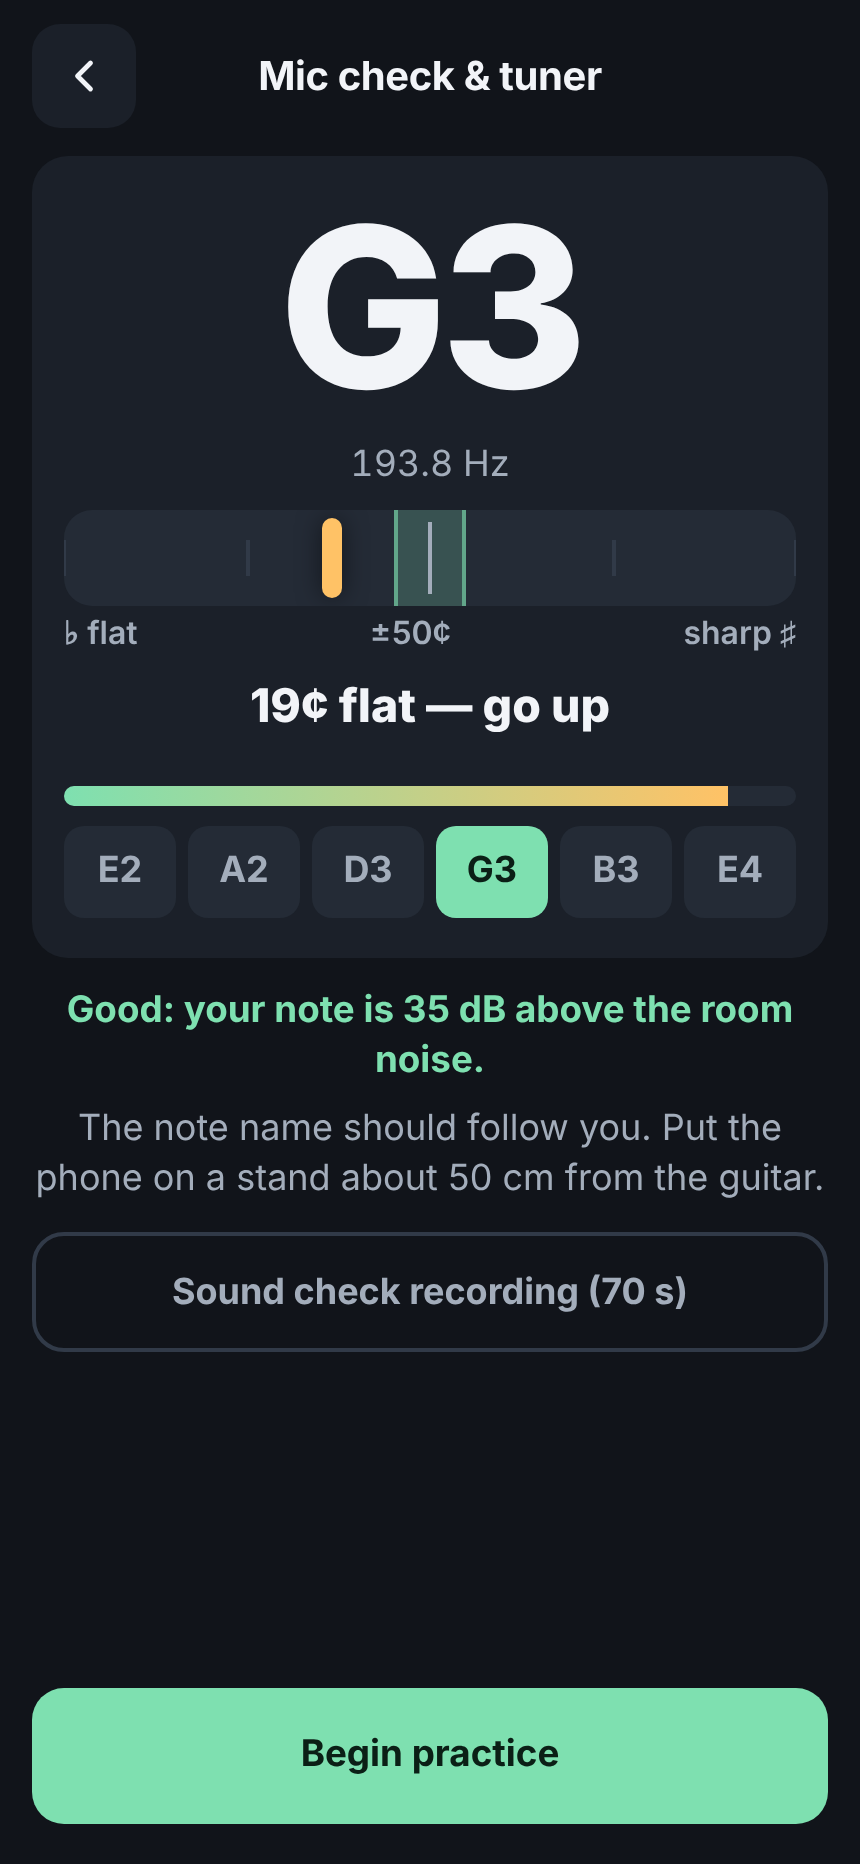 Mic check & tuner
G3
193.8 Hz
♭ flat ±50¢ sharp ♯
19¢ flat — go up
E2 A2 D3 G3 B3 E4
Good: your note is 35 dB above the room
noise.
The note name should follow you. Put the
phone on a stand about 50 cm from the guitar.
Sound check recording (70 s)
Begin practice